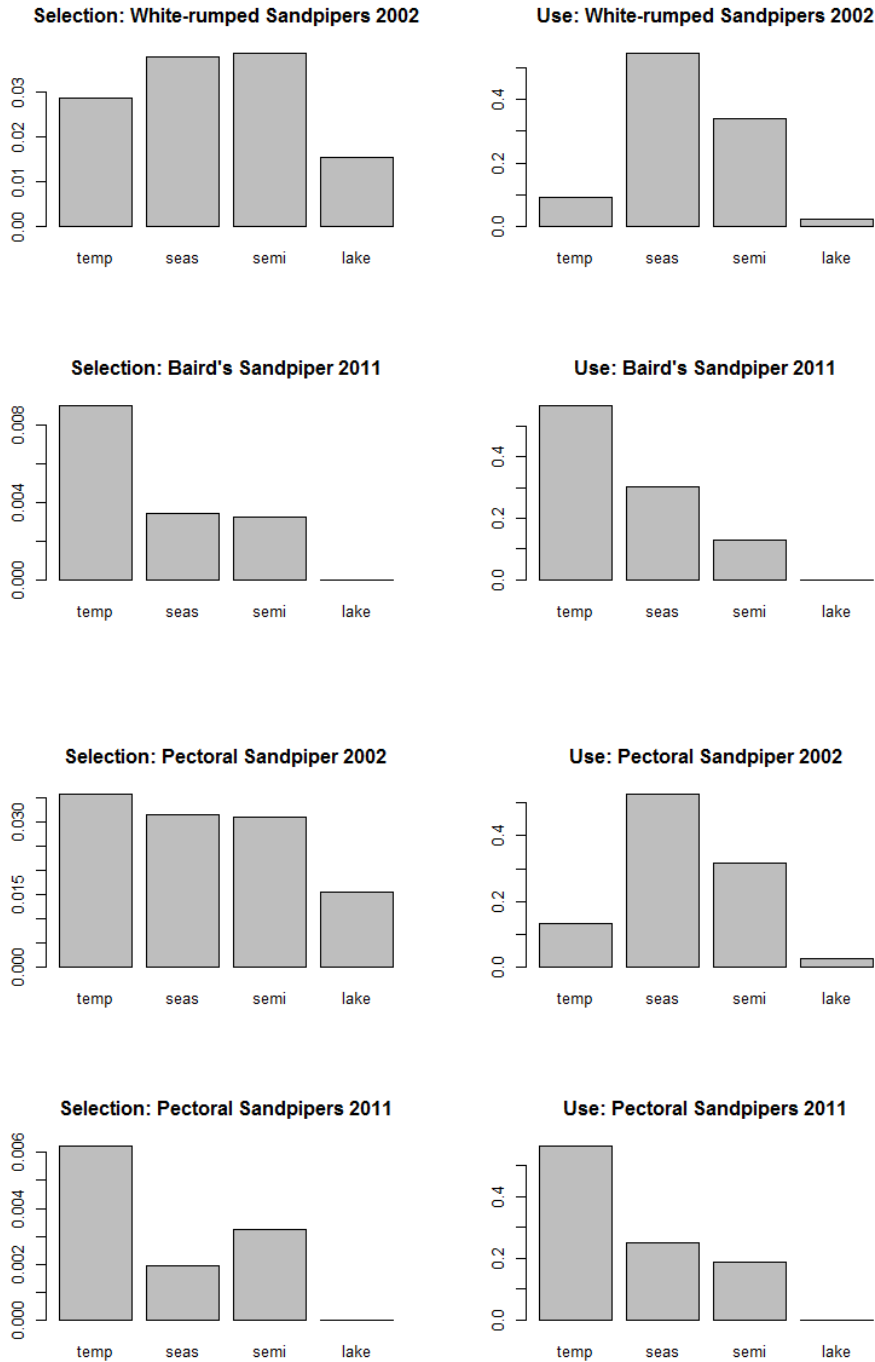 Selection: White-rumped Sandpipers 2002
0.00 0.01 0.02 0.03
temp seas semi lake
Use: White-rumped Sandpipers 2002
0.0 0.2 0.4
temp seas semi lake
Selection: Baird's Sandpiper 2011
0.000 0.004 0.008
temp seas semi lake
Use: Baird's Sandpiper 2011
0.0 0.2 0.4
temp seas semi lake
Selection: Pectoral Sandpiper 2002
0.000 0.015 0.030
temp seas semi lake
Use: Pectoral Sandpiper 2002
0.0 0.2 0.4
temp seas semi lake
Selection: Pectoral Sandpipers 2011
0.000 0.002 0.004 0.006
temp seas semi lake
Use: Pectoral Sandpipers 2011
0.0 0.2 0.4
temp seas semi lake